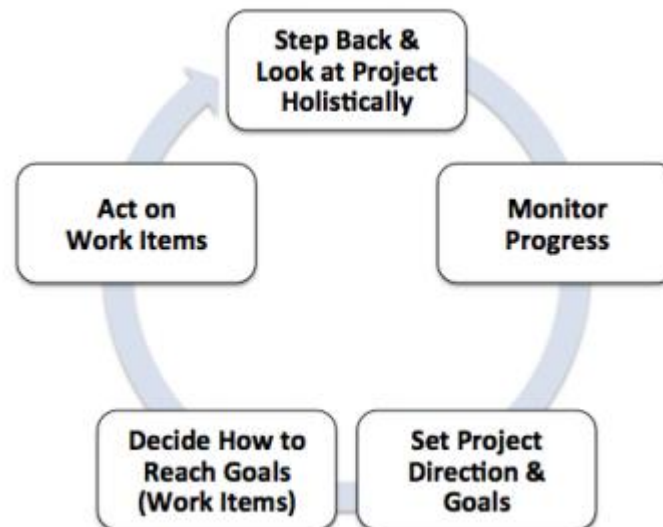 Step Back &
Look at Project
Holistically
Monitor
Progress
Set Project
Direction &
Goals
Decide How to
Reach Goals
(Work Items)
Act on
Work Items